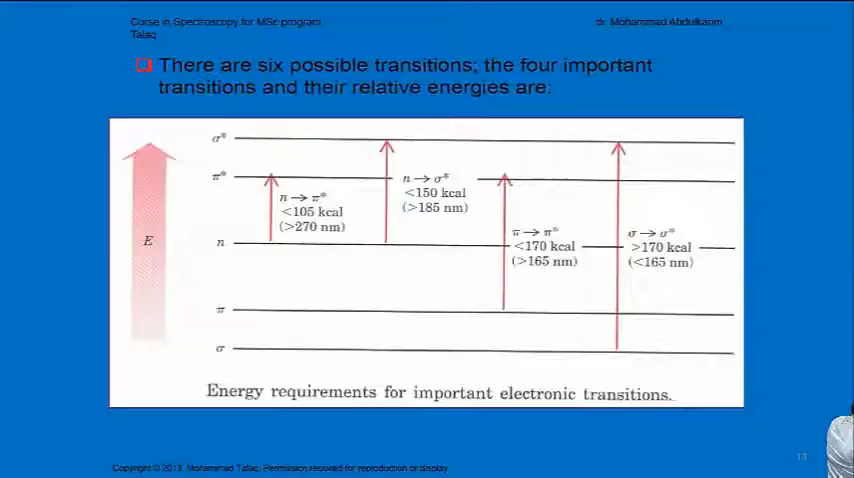 Corse in Spectroscopy for MSc program
dr. Mohammad Abdulkarim
Talaq
There are six possible transitions; the four important
transitions and their relative energies are:
E
σ*
π*
n
π
σ
n → π*
<105 kcal
(>270 nm)
n → σ*
<150 kcal
(>185 nm)
π → π*
<170 kcal
(>165 nm)
σ → σ*
>170 kcal
(<165 nm)
Energy requirements for important electronic transitions.
13
Copyright © 2013. Mohammad Talaq. Permission required for reproduction or display